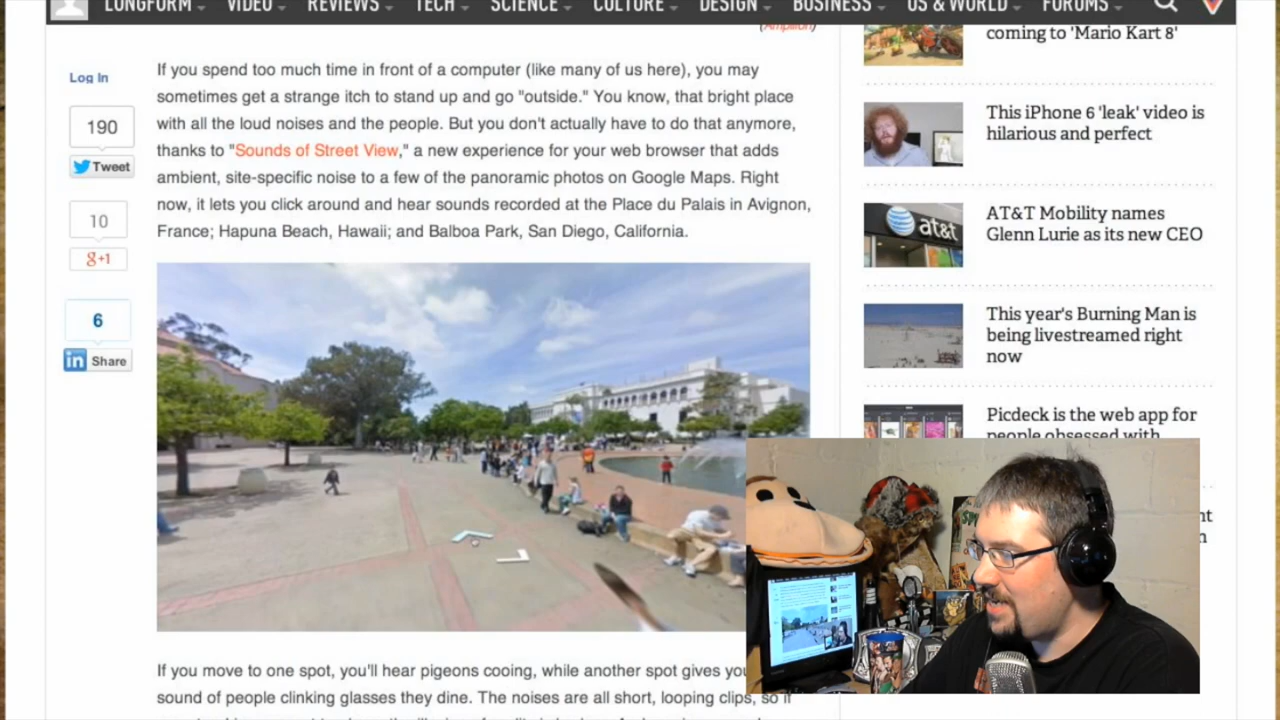 LONGFORM VIDEO REVIEWS TECH SCIENCE CULTURE DESIGN BUSINESS US & WORLD FORUMS
(Amplifon)
Log In
190
Tweet
10
g+1
6
in Share
If you spend too much time in front of a computer (like many of us here), you may
sometimes get a strange itch to stand up and go "outside." You know, that bright place
with all the loud noises and the people. But you don't actually have to do that anymore,
thanks to "Sounds of Street View," a new experience for your web browser that adds
ambient, site-specific noise to a few of the panoramic photos on Google Maps. Right
now, it lets you click around and hear sounds recorded at the Place du Palais in Avignon,
France; Hapuna Beach, Hawaii; and Balboa Park, San Diego, California.
If you move to one spot, you'll hear pigeons cooing, while another spot gives
sound of people clinking glasses they dine. The noises are all short, looping clips, so if
coming to 'Mario Kart 8'
This iPhone 6 'leak' video is
hilarious and perfect
at&t
AT&T Mobility names
Glenn Lurie as its new CEO
This year's Burning Man is
being livestreamed right
now
Picdeck is the web app for
people obsessed with